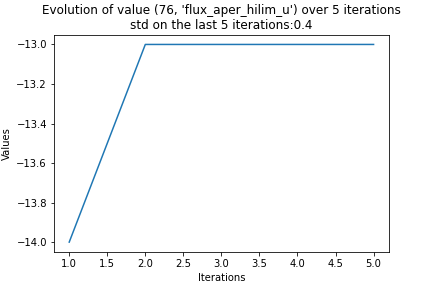 Evolution of value (76, 'flux_aper_hilim_u') over 5 iterations
std on the last 5 iterations:0.4
−13.0
−13.2
−13.4
−13.6
−13.8
−14.0
Values
1.0 1.5 2.0 2.5 3.0 3.5 4.0 4.5 5.0
Iterations